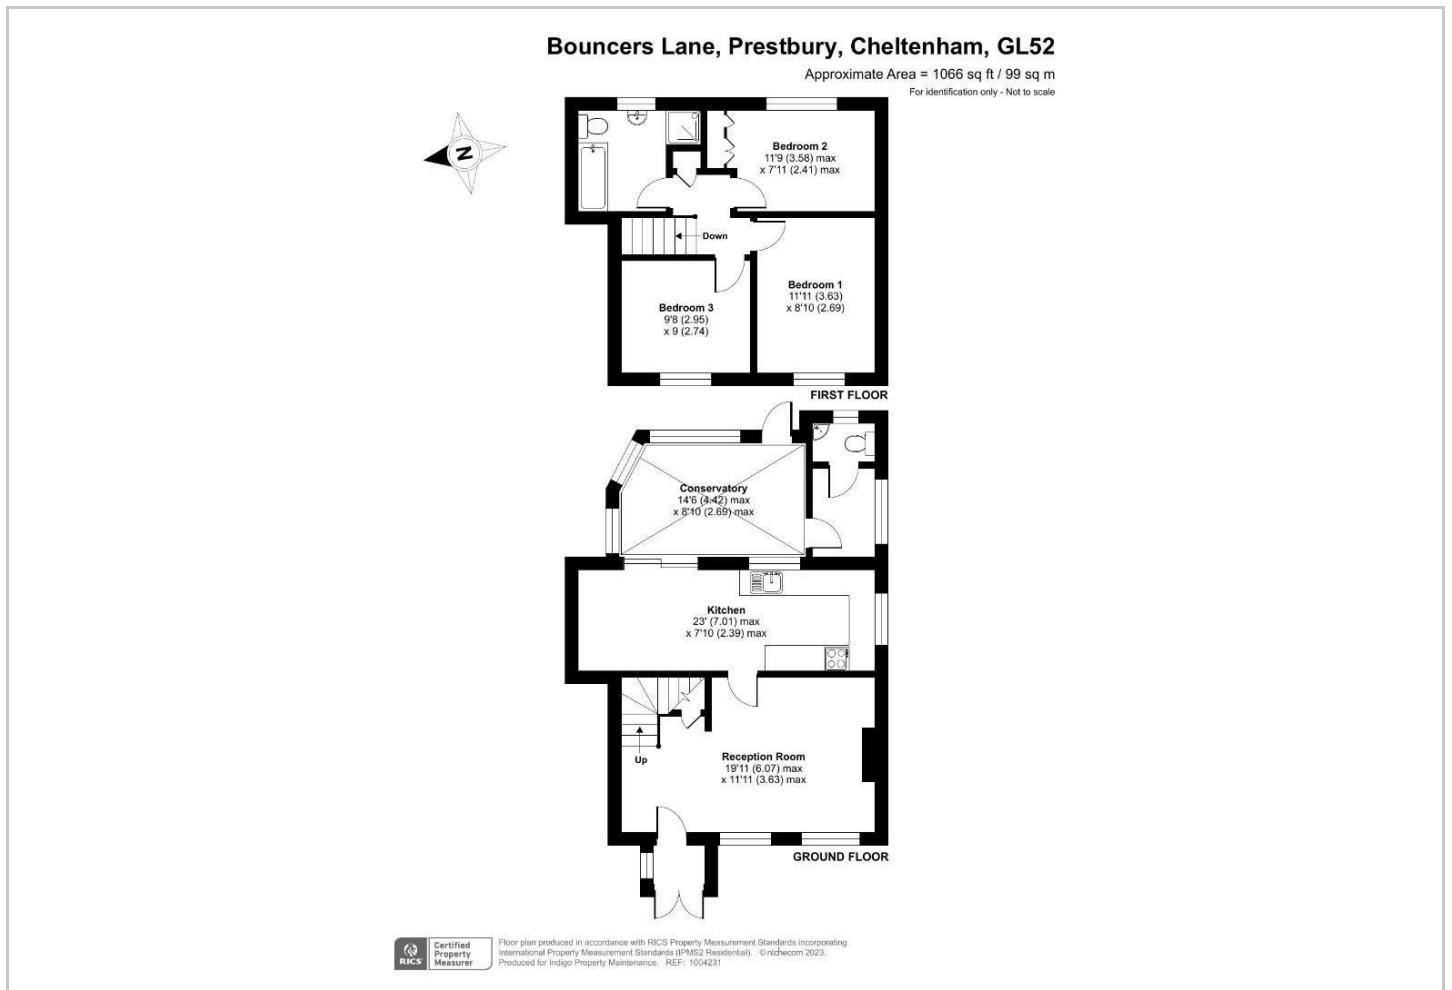 Bouncers Lane, Prestbury, Cheltenham, GL52
Approximate Area = 1066 sq ft / 99 sq m
For identification only - Not to scale
N
Bedroom 2
11'9 (3.58) max
x 7'11 (2.41) max
Down
Bedroom 1
11'11 (3.63)
x 8'10 (2.69)
Bedroom 3
9'8 (2.95)
x 9 (2.74)
FIRST FLOOR
Conservatory
14'6 (4.42) max
x 8'10 (2.69) max
Kitchen
23' (7.01) max
x 7'10 (2.39) max
Up
Reception Room
19'11 (6.07) max
x 11'11 (3.63) max
GROUND FLOOR
RICS
Certified
Property
Measurer
Floor plan produced in accordance with RICS Property Measurement Standards incorporating
International Property Measurement Standards (IPMS2 Residential). © nichecom 2023.
Produced for Indigo Property Maintenance. REF: 1004231